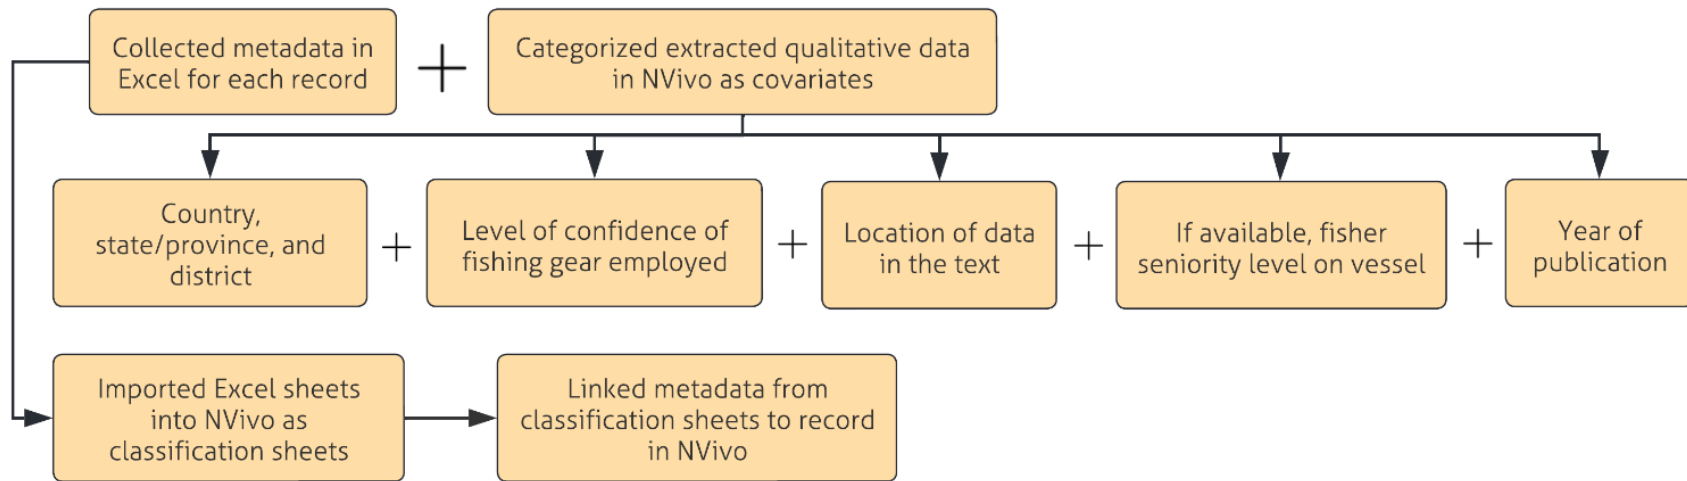 Collected metadata in
Excel for each record
+
Categorized extracted qualitative data
in NVivo as covariates
Country,
state/province, and
district
+
Level of confidence of
fishing gear employed
+
Location of data
in the text
+
If available, fisher
seniority level on vessel
+
Year of
publication
Imported Excel sheets
into NVivo as
classification sheets
Linked metadata from
classification sheets to record
in NVivo